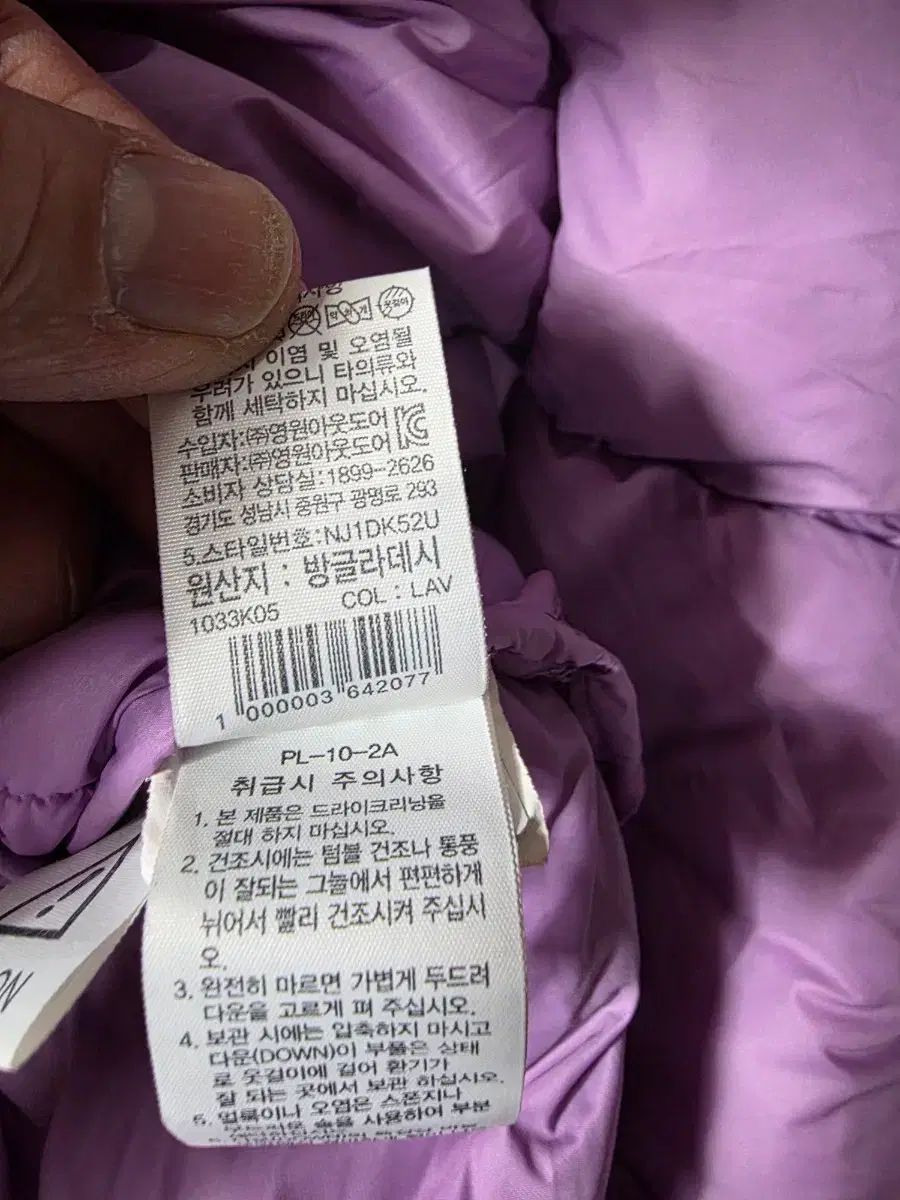 이염 및 오염될
우려가 있으니 타의류와
함께 세탁하지 마십시오.
수입자:(주)영원아웃도어
판매자:(주)영원아웃도어
소비자 상담실:1899-2626
경기도 성남시 중원구 광명로 293
5.스타일번호:NJ1DK52U
원산지 : 방글라데시
1033K05 COL : LAV
1 000003 642077
PL-10-2A
취급시 주의사항
1. 본 제품은 드라이크리닝을
절대 하지 마십시오.
2. 건조시에는 텀블 건조나 통풍
이 잘되는 그늘에서 편편하게
뉘어서 빨리 건조시켜 주십시
오.
3. 완전히 마르면 가볍게 두드려
다운을 고르게 펴 주십시오.
4. 보관 시에는 압축하지 마시고
다운(DOWN)이 부풀은 상태
로 옷걸이에 걸어 환기가
잘 되는 곳에서 보관 하십시오.
5. 얼룩이나 오염은 스폰지나
부드러운 솔을 사용하여 부분